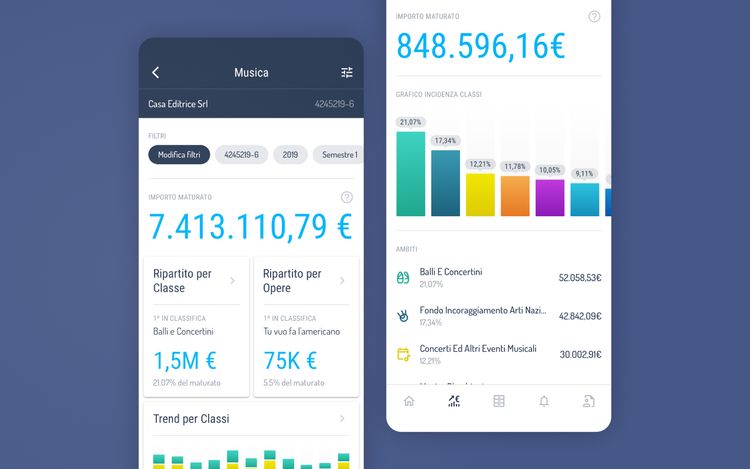 Musica
Casa Editrice Srl 4245219-6
FILTRI
Modifica filtri 4245219-6 2019 Semestre 1
IMPORTO MATURATO ?
7.413.110,79 €
Ripartito per
Classe
1º IN CLASSIFICA
Balli e Concertini
1,5M €
21.07% del maturato
Ripartito per
Opere
1º IN CLASSIFICA
Tu vuo fa l'americano
75K €
5.5% del maturato
Trend per Classi
IMPORTO MATURATO ?
848.596,16€
GRAFICO INCIDENZA CLASSI
21,07%
17,34%
12,21%
11,78%
10,05%
9,11%
AMBITI
Balli E Concertini
21,07%
52.058,53€
Fondo Incoraggiamento Arti Nazi...
17,34%
42.842,09€
Concerti Ed Altri Eventi Musicali
12,21%
30.002,91€